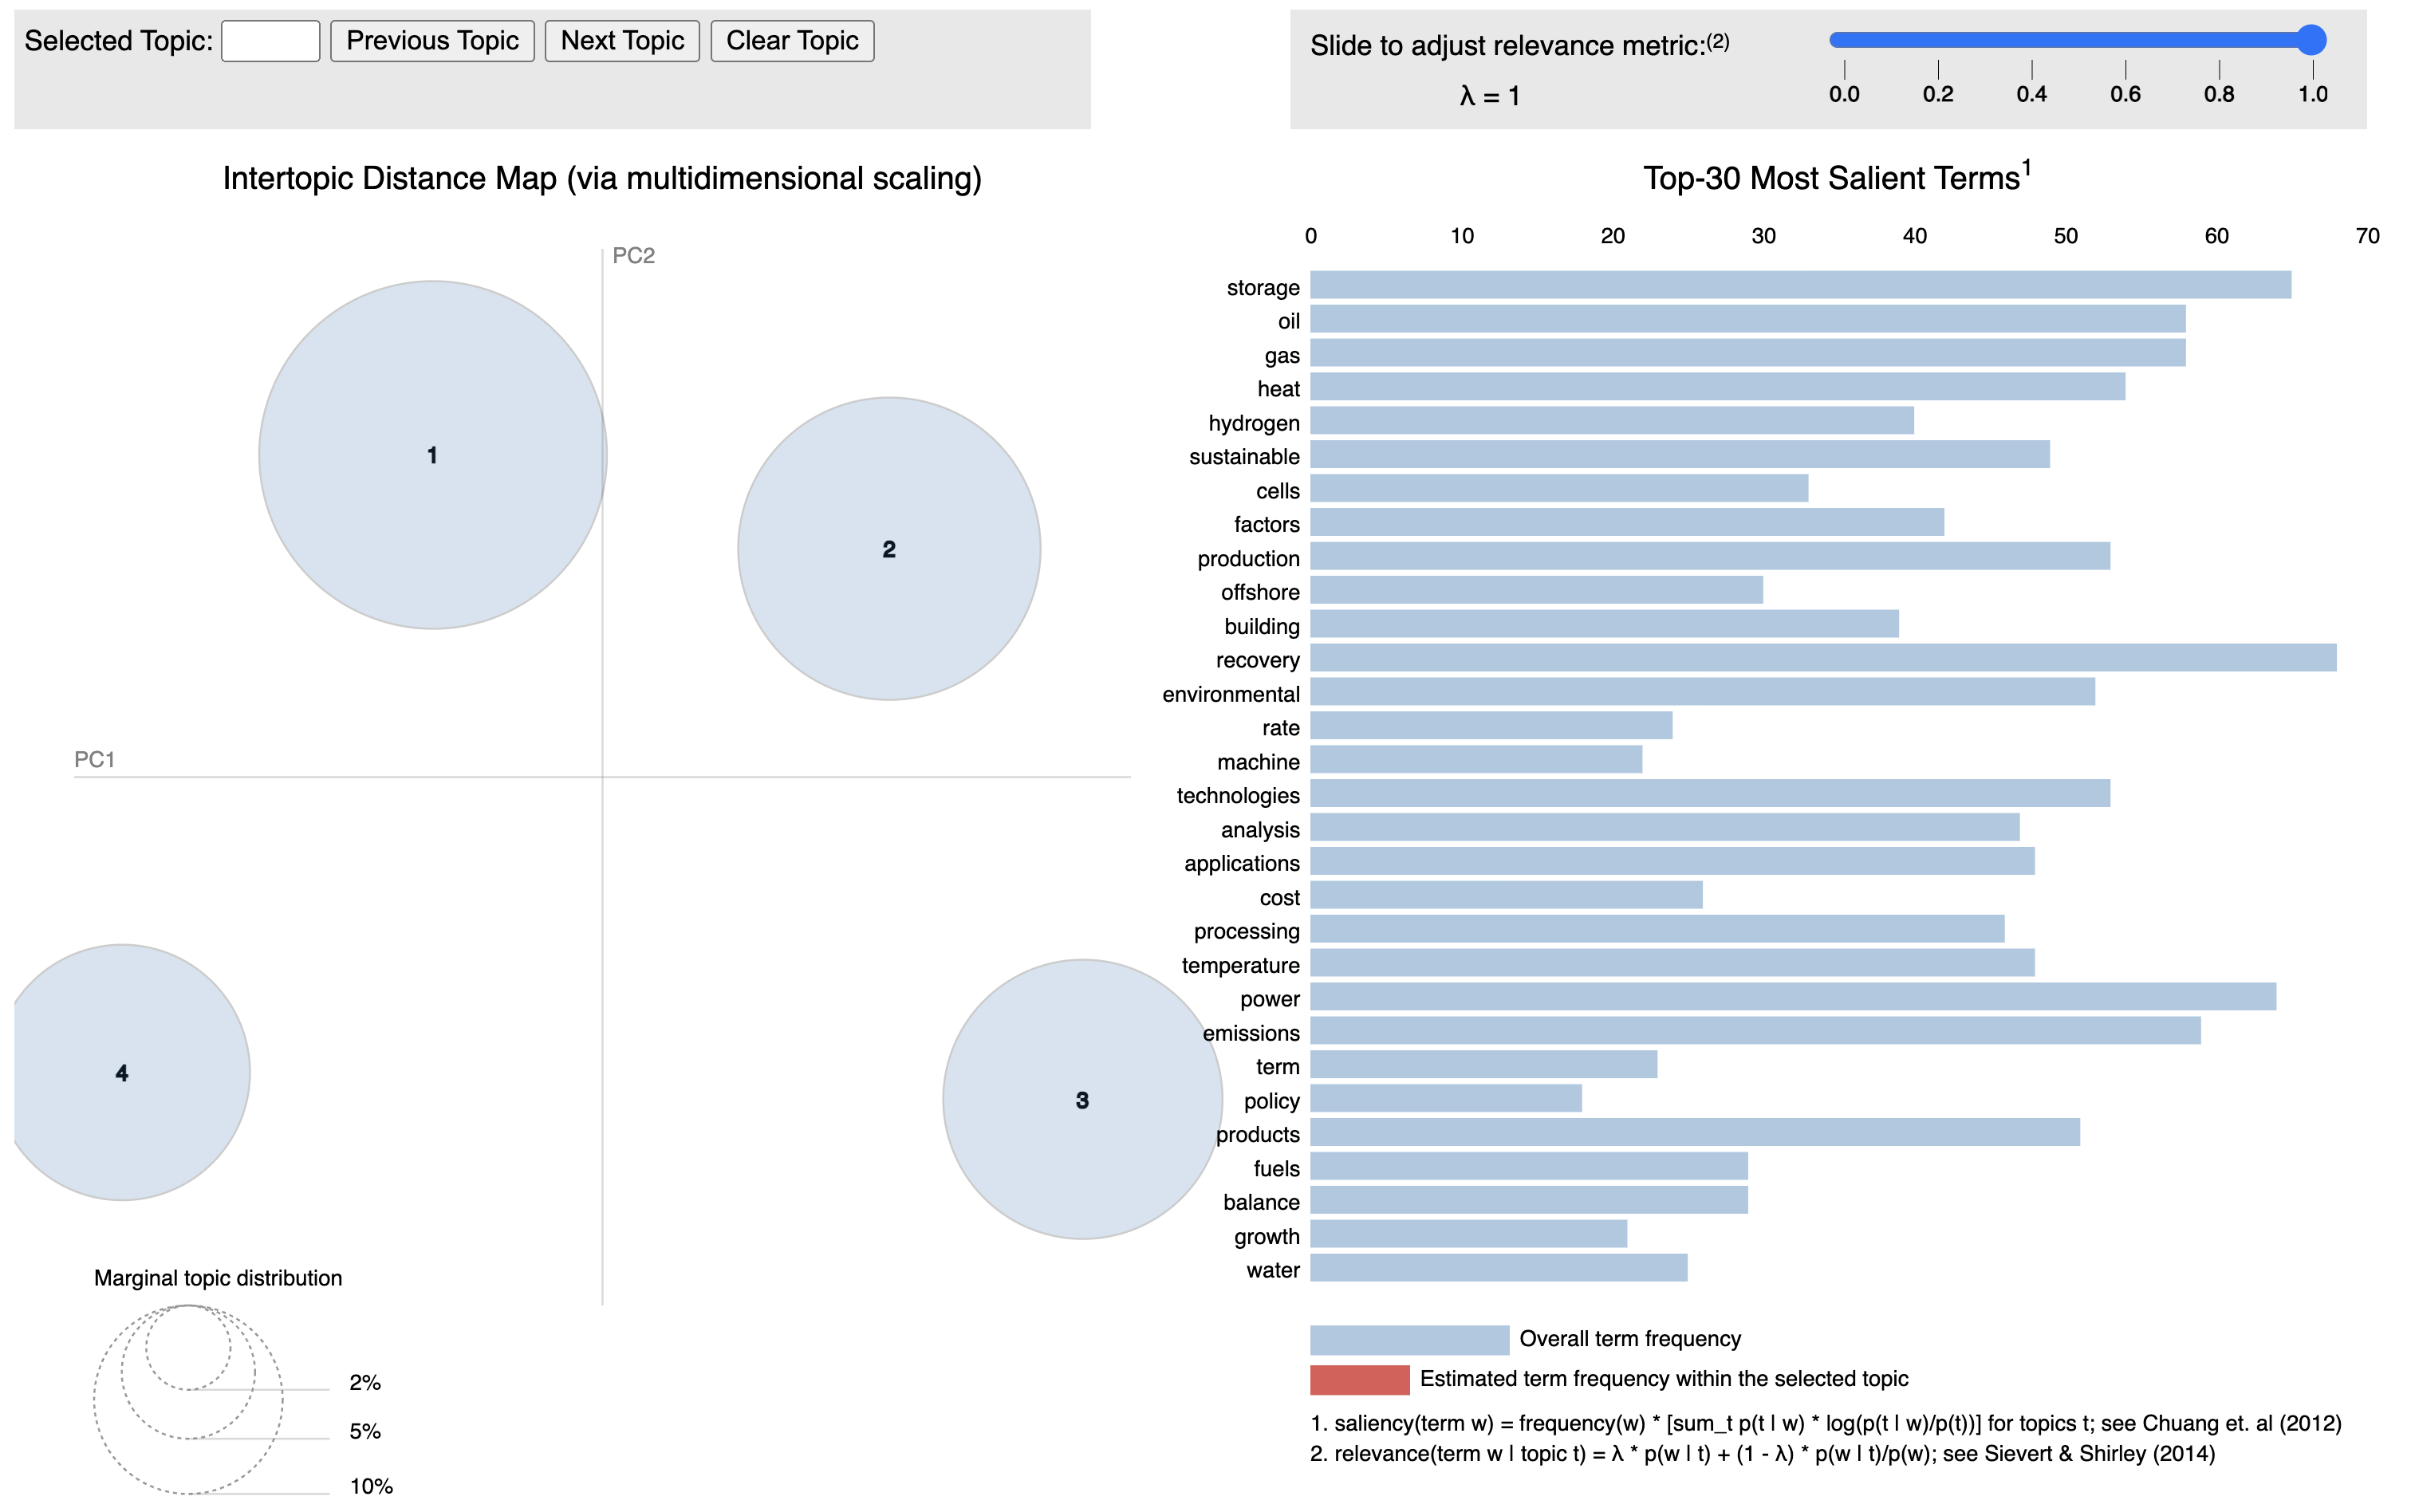 Selected Topic: Previous Topic Next Topic Clear Topic
Slide to adjust relevance metric:(2)
λ = 1
0.0 0.2 0.4 0.6 0.8 1.0
Intertopic Distance Map (via multidimensional scaling)
PC2
PC1
1
2
3
4
Marginal topic distribution
2%
5%
10%
Top-30 Most Salient Terms1
0 10 20 30 40 50 60 70
storage
oil
gas
heat
hydrogen
sustainable
cells
factors
production
offshore
building
recovery
environmental
rate
machine
technologies
analysis
applications
cost
processing
temperature
power
emissions
term
policy
products
fuels
balance
growth
water
Overall term frequency
Estimated term frequency within the selected topic
1. saliency(term w) = frequency(w) * [sum_t p(t | w) * log(p(t | w)/p(t))] for topics t; see Chuang et. al (2012)
2. relevance(term w | topic t) = λ * p(w | t) + (1 - λ) * p(w | t)/p(w); see Sievert & Shirley (2014)